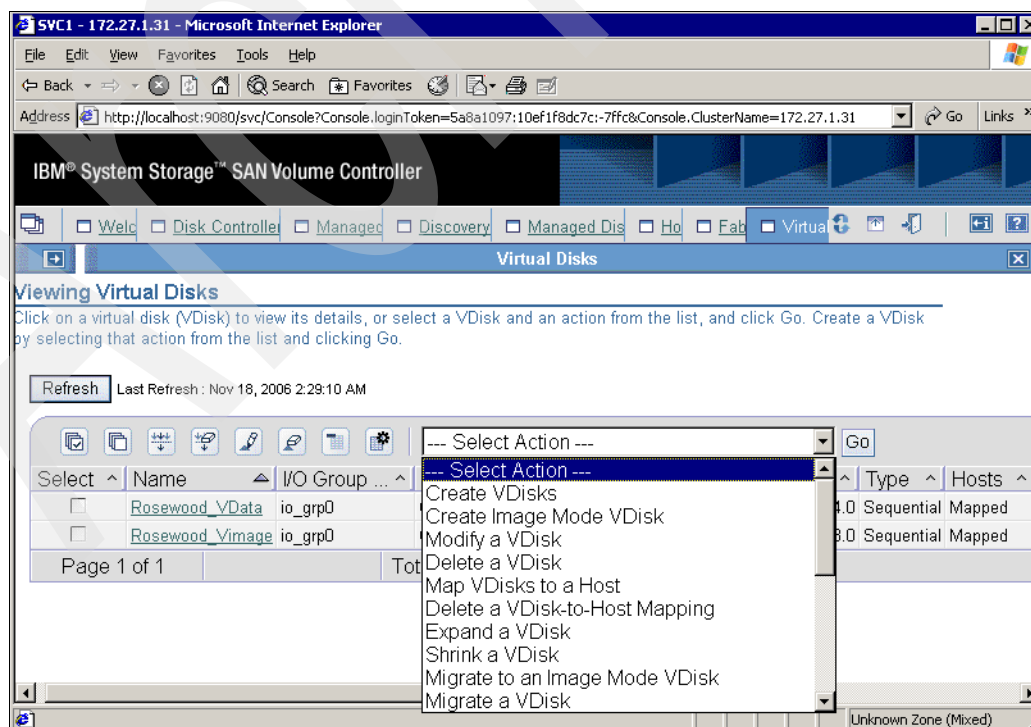 SVC1 - 172.27.1.31 - Microsoft Internet Explorer
File Edit View Favorites Tools Help
Back Search Favorites
Address http://localhost:9080/svc/Console?Console.loginToken=5a8a1097:10ef1f8dc7c:-7ffc&Console.ClusterName=172.27.1.31 Go Links »
IBM® System Storage™ SAN Volume Controller
Welc Disk Controller Managed Discovery Managed Dis Ho Fab Virtual
Virtual Disks
Viewing Virtual Disks
Click on a virtual disk (VDisk) to view its details, or select a VDisk and an action from the list, and click Go. Create a VDisk
by selecting that action from the list and clicking Go.
Refresh Last Refresh : Nov 18, 2006 2:29:10 AM
--- Select Action --- Go
Select Name I/O Group ... Type Hosts
Rosewood_VData io_grp0 4.0 Sequential Mapped
Rosewood_Vimage io_grp0 3.0 Sequential Mapped
Page 1 of 1 Tot
--- Select Action ---
Create VDisks
Create Image Mode VDisk
Modify a VDisk
Delete a VDisk
Map VDisks to a Host
Delete a VDisk-to-Host Mapping
Expand a VDisk
Shrink a VDisk
Migrate to an Image Mode VDisk
Migrate a VDisk
Unknown Zone (Mixed)